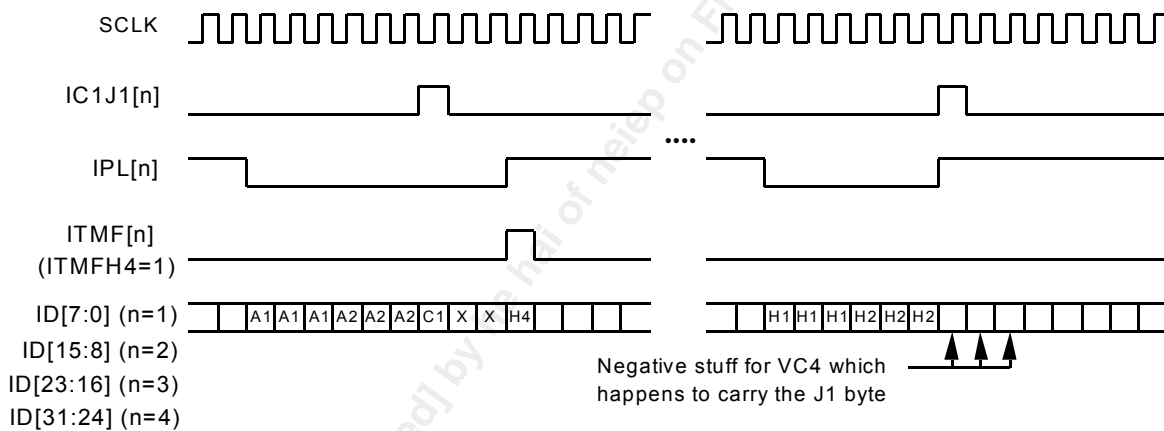 SCLK
IC1J1[n]
....
IPL[n]
ITMF[n]
(ITMFH4=1)
ID[7:0] (n=1) A1 A1 A1 A2 A2 A2 C1 X X H4 H1 H1 H1 H2 H2 H2
ID[15:8] (n=2)
ID[23:16] (n=3)
ID[31:24] (n=4)
Negative stuff for VC4 which
happens to carry the J1 byte